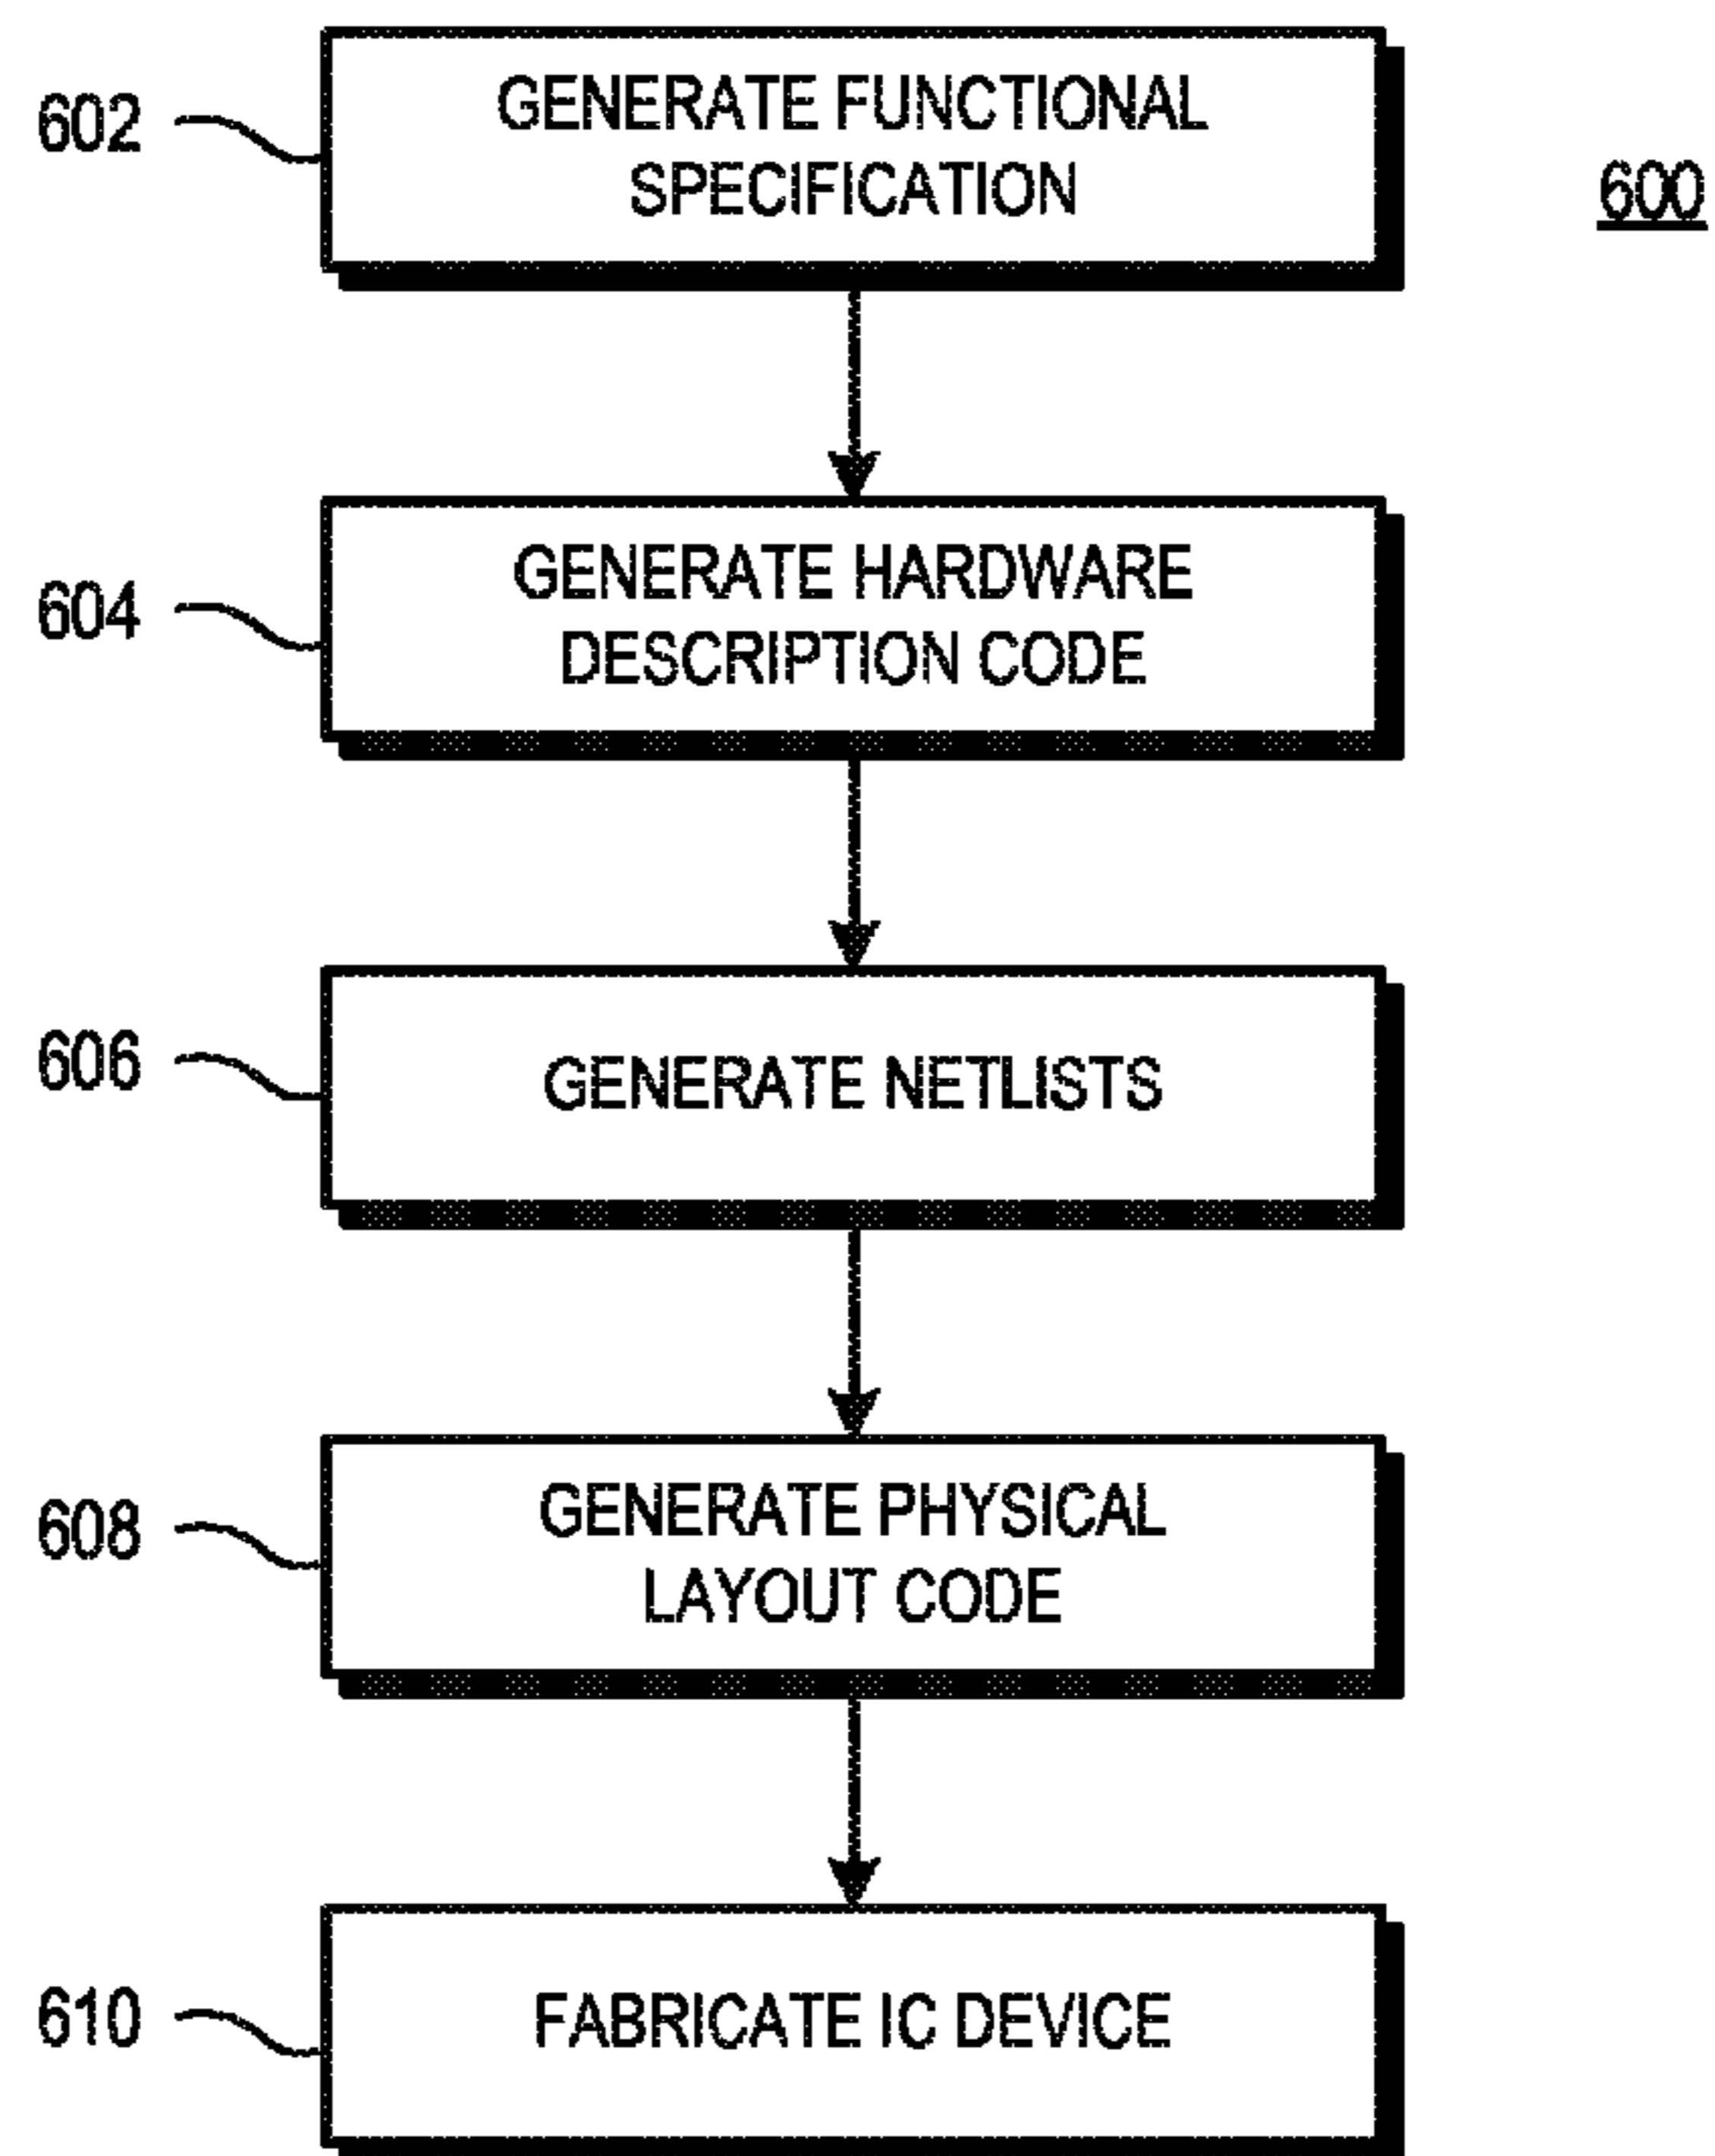 602
GENERATE FUNCTIONAL
SPECIFICATION
600
604
GENERATE HARDWARE
DESCRIPTION CODE
606
GENERATE NETLISTS
608
GENERATE PHYSICAL
LAYOUT CODE
610
FABRICATE IC DEVICE